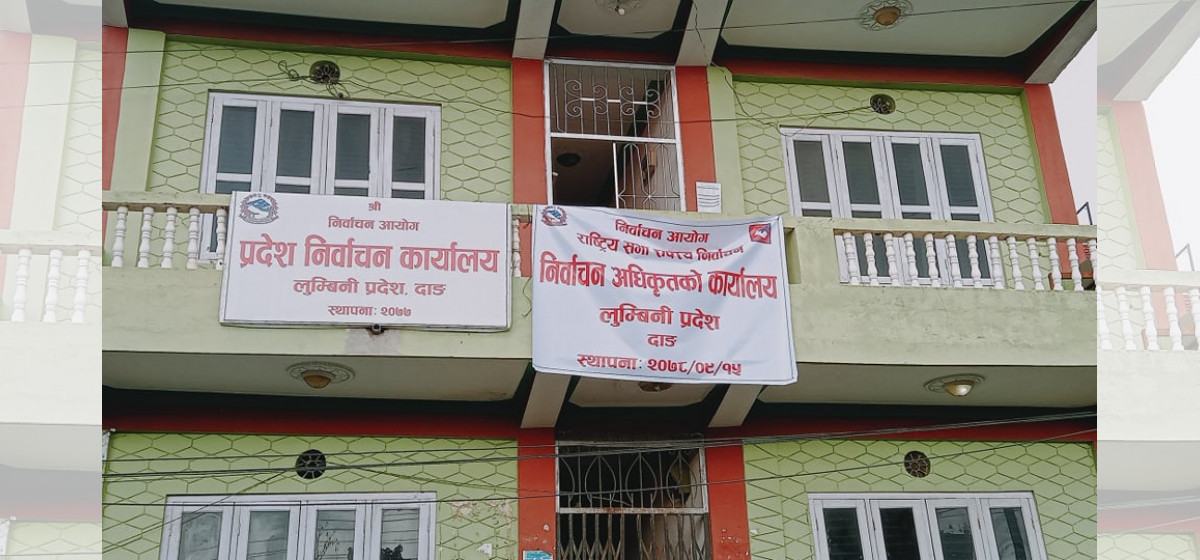 श्री
निर्वाचन आयोग
प्रदेश निर्वाचन कार्यालय
लुम्बिनी प्रदेश, दाङ
स्थापनाः २०७७
निर्वाचन आयोग
राष्ट्रिय सभा सदस्य निर्वाचन
निर्वाचन अधिकृतको कार्यालय
लुम्बिनी प्रदेश
दाङ
स्थापनाः २०७८/०९/१५